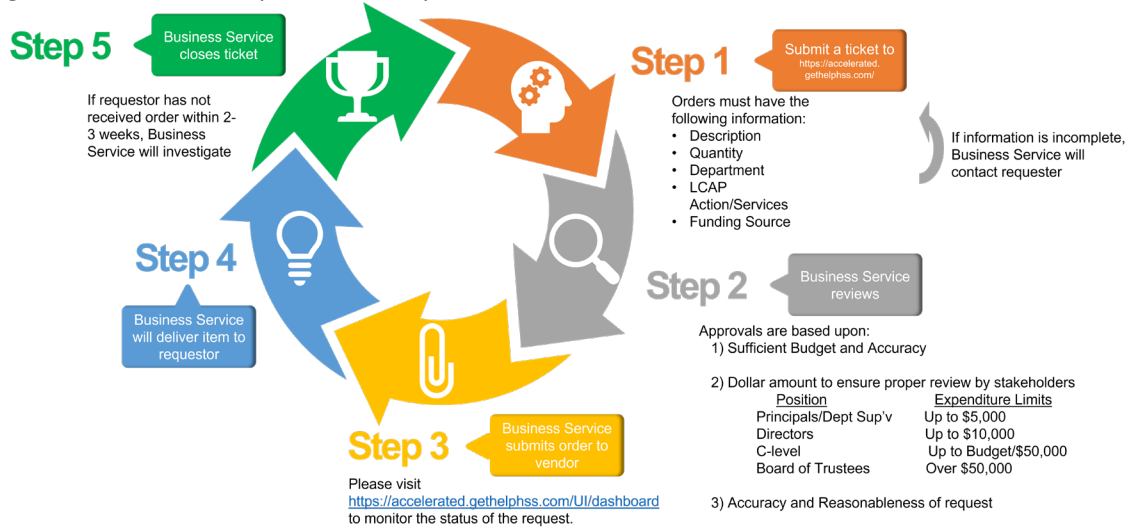 Step 5
Business Service
closes ticket
If requestor has not
received order within 2-
3 weeks, Business
Service will investigate
Step 1
Submit a ticket to
https://accelerated.
gethelphss.com/
Orders must have the
following information:
• Description
• Quantity
• Department
• LCAP
Action/Services
• Funding Source
If information is incomplete,
Business Service will
contact requester
Step 2
Business Service
reviews
Approvals are based upon:
1) Sufficient Budget and Accuracy
2) Dollar amount to ensure proper review by stakeholders
Position Expenditure Limits
Principals/Dept Sup'v Up to $5,000
Directors Up to $10,000
C-level Up to Budget/$50,000
Board of Trustees Over $50,000
3) Accuracy and Reasonableness of request
Step 3
Business Service
submits order to
vendor
Please visit
https://accelerated.gethelphss.com/UI/dashboard
to monitor the status of the request.
Step 4
Business Service
will deliver item to
requestor